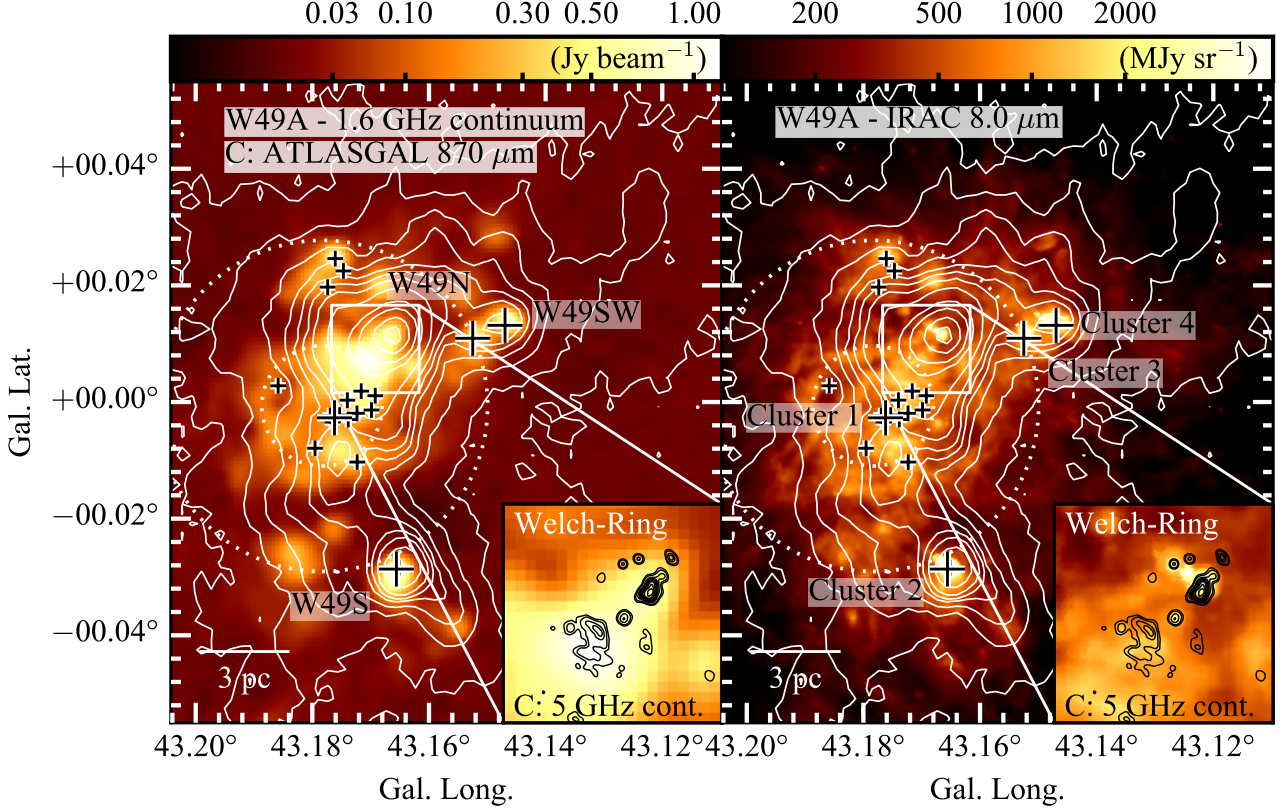 0.03 0.10 0.30 0.50 1.00
(Jy beam⁻¹)
200 500 1000 2000
(MJy sr⁻¹)
W49A - 1.6 GHz continuum
C: ATLASGAL 870 μm
W49A - IRAC 8.0 μm
Gal. Lat.
+00.04°
+00.02°
+00.00°
−00.02°
−00.04°
W49N
W49SW
W49S
3 pc
Welch-Ring
C: 5 GHz cont.
Cluster 4
Cluster 3
Cluster 1
Cluster 2
3 pc
Welch-Ring
C: 5 GHz cont.
43.20° 43.18° 43.16° 43.14° 43.12°
43.20° 43.18° 43.16° 43.14° 43.12°
Gal. Long.
Gal. Long.